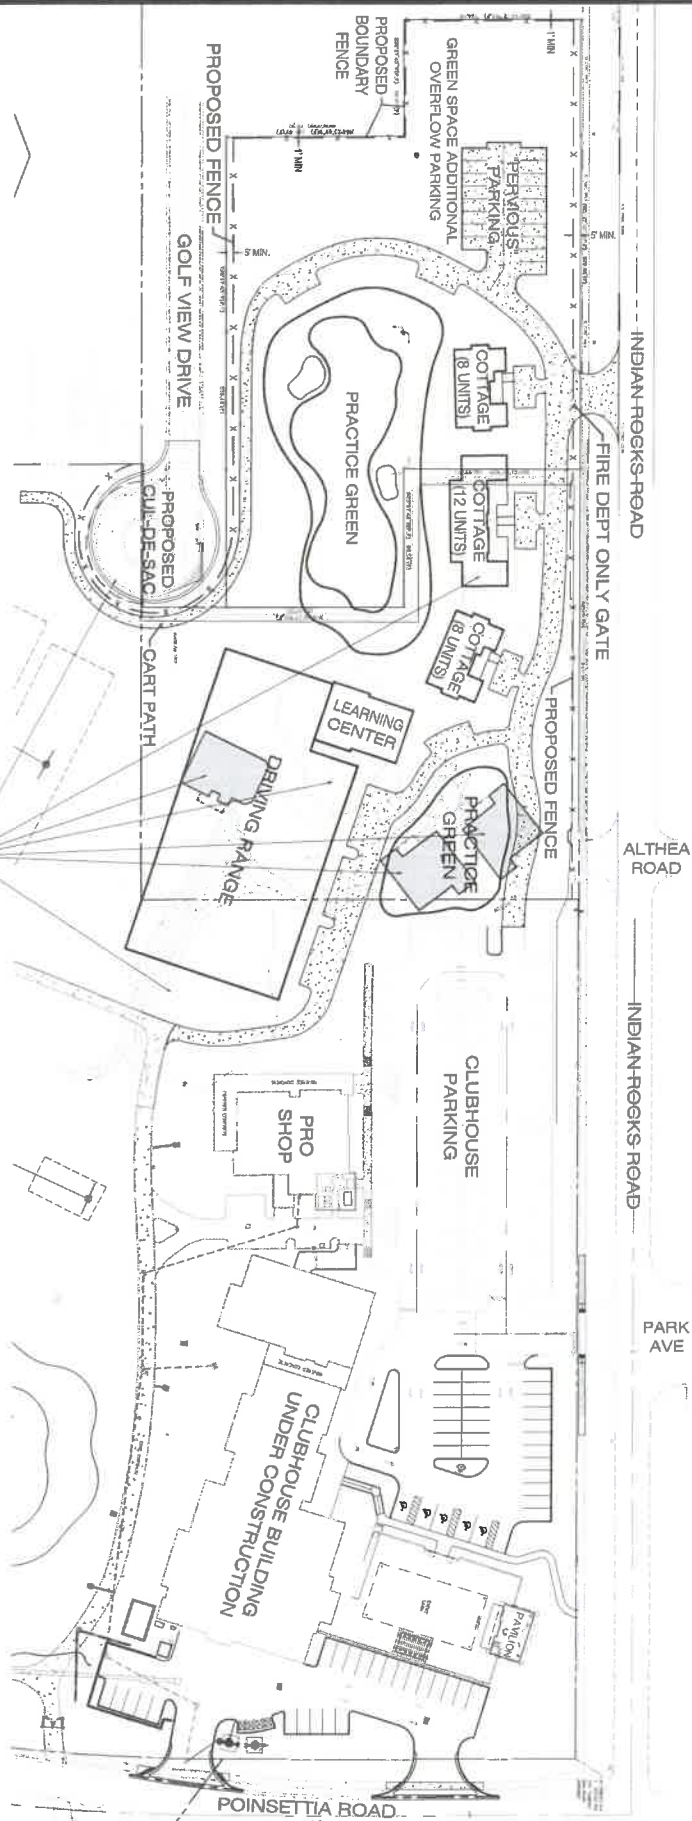 PROPOSED
BOUNDARY
FENCE
1' MIN
GREEN SPACE ADDITIONAL
OVERFLOW PARKING
1' MIN
PROPOSED FENCE
"PERVIOUS"
PARKING
5' MIN.
5' MIN.
GOLF VIEW DRIVE
INDIAN ROCKS ROAD
COTTAGE
(8 UNITS)
PRACTICE GREEN
FIRE DEPT ONLY GATE
COTTAGE
(12 UNITS)
PROPOSED
CUL-DE-SAC
COTTAGE
(8 UNITS)
CART PATH
LEARNING
CENTER
PROPOSED FENCE
DRIVING RANGE
PRACTICE
GREEN
ALTHEA
ROAD
INDIAN ROCKS ROAD
CLUBHOUSE
PARKING
PRO
SHOP
PARK
AVE
CLUBHOUSE BUILDING
UNDER CONSTRUCTION
PAVILION
POINSETTIA ROAD